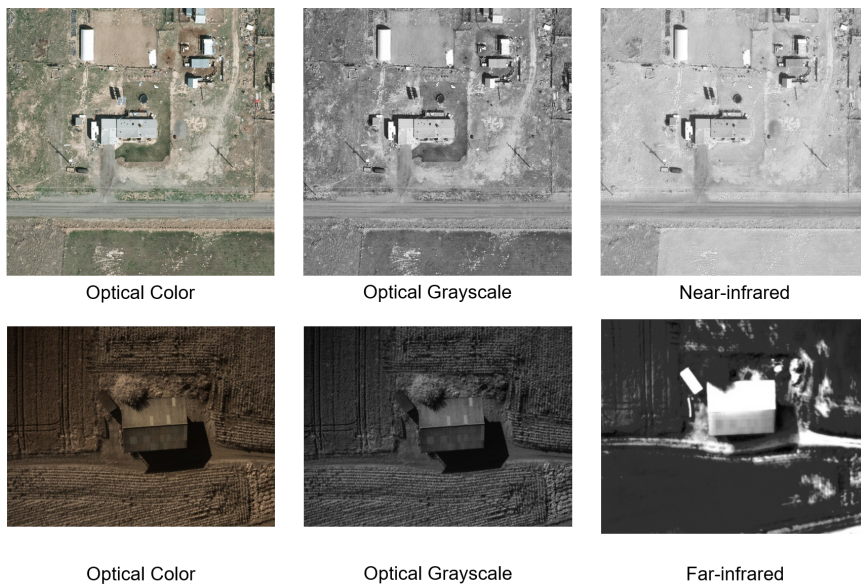 Optical Color
Optical Grayscale
Near-infrared
Optical Color
Optical Grayscale
Far-infrared